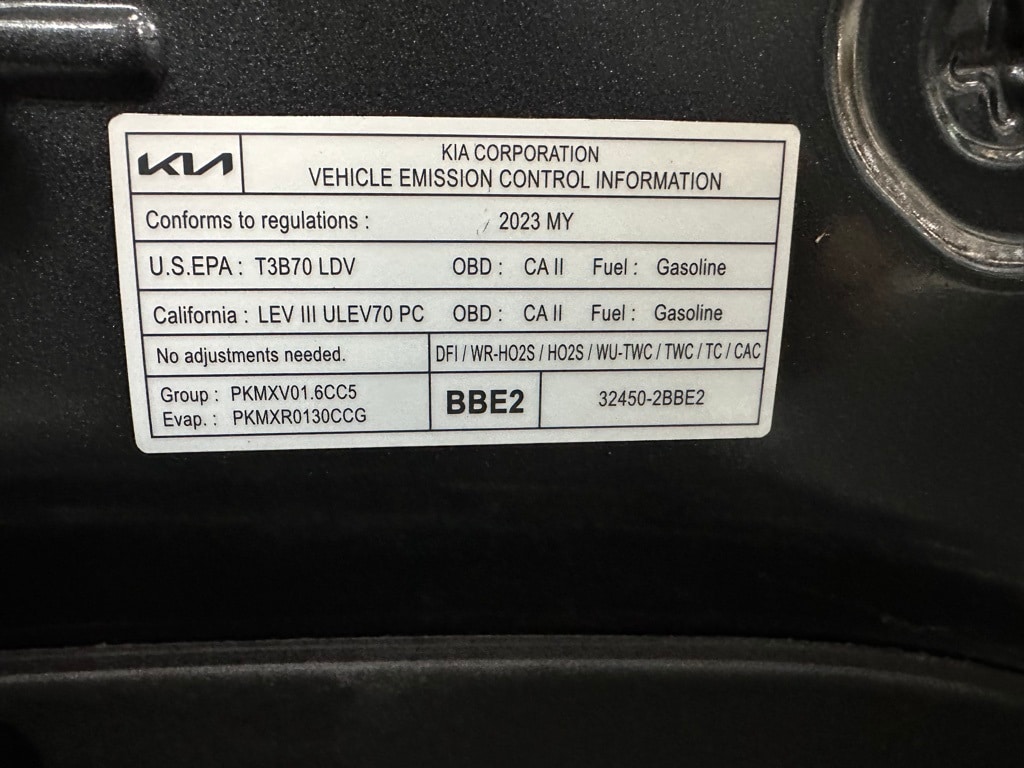 KIA
KIA CORPORATION
VEHICLE EMISSION CONTROL INFORMATION
Conforms to regulations : 2023 MY
U.S.EPA : T3B70 LDV OBD : CA II Fuel : Gasoline
California : LEV III ULEV70 PC OBD : CA II Fuel : Gasoline
No adjustments needed. DFI / WR-HO2S / HO2S / WU-TWC / TWC / TC / CAC
Group : PKMXV01.6CC5
Evap. : PKMXR0130CCG
BBE2
32450-2BBE2